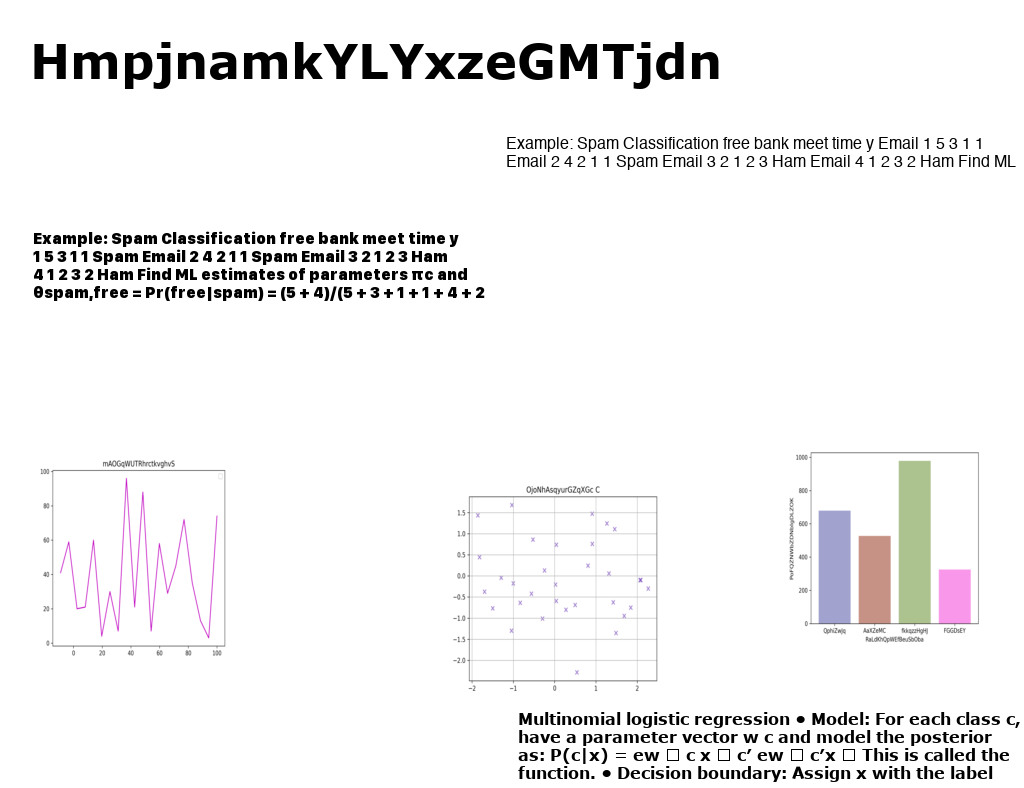 HmpjnamkYLYxzeGMTjdn
Example: Spam Classification free bank meet time y Email 1 5 3 1 1
Email 2 4 2 1 1 Spam Email 3 2 1 2 3 Ham Email 4 1 2 3 2 Ham Find ML
Example: Spam Classification free bank meet time y
1 5 3 1 1 Spam Email 2 4 2 1 1 Spam Email 3 2 1 2 3 Ham
4 1 2 3 2 Ham Find ML estimates of parameters πc and
θspam,free = Pr(free|spam) = (5 + 4)/(5 + 3 + 1 + 1 + 4 + 2
mAOGqWUTRhrctkvghvS
100
80
60
40
20
0
0 20 40 60 80 100
OjoNhAsqyurGZqXGc C
1.5
1.0
0.5
0.0
−0.5
−1.0
−1.5
−2.0
−2 −1 0 1 2
1000
800
600
400
200
0
QphiZwjq AaXZeMC fkkqzzHgHJ FGGDsEY
Multinomial logistic regression ● Model: For each class c,
have a parameter vector w c and model the posterior
as: P(c|x) = ew □ c x □ c′ ew □ c′x □ This is called the
function. ● Decision boundary: Assign x with the label